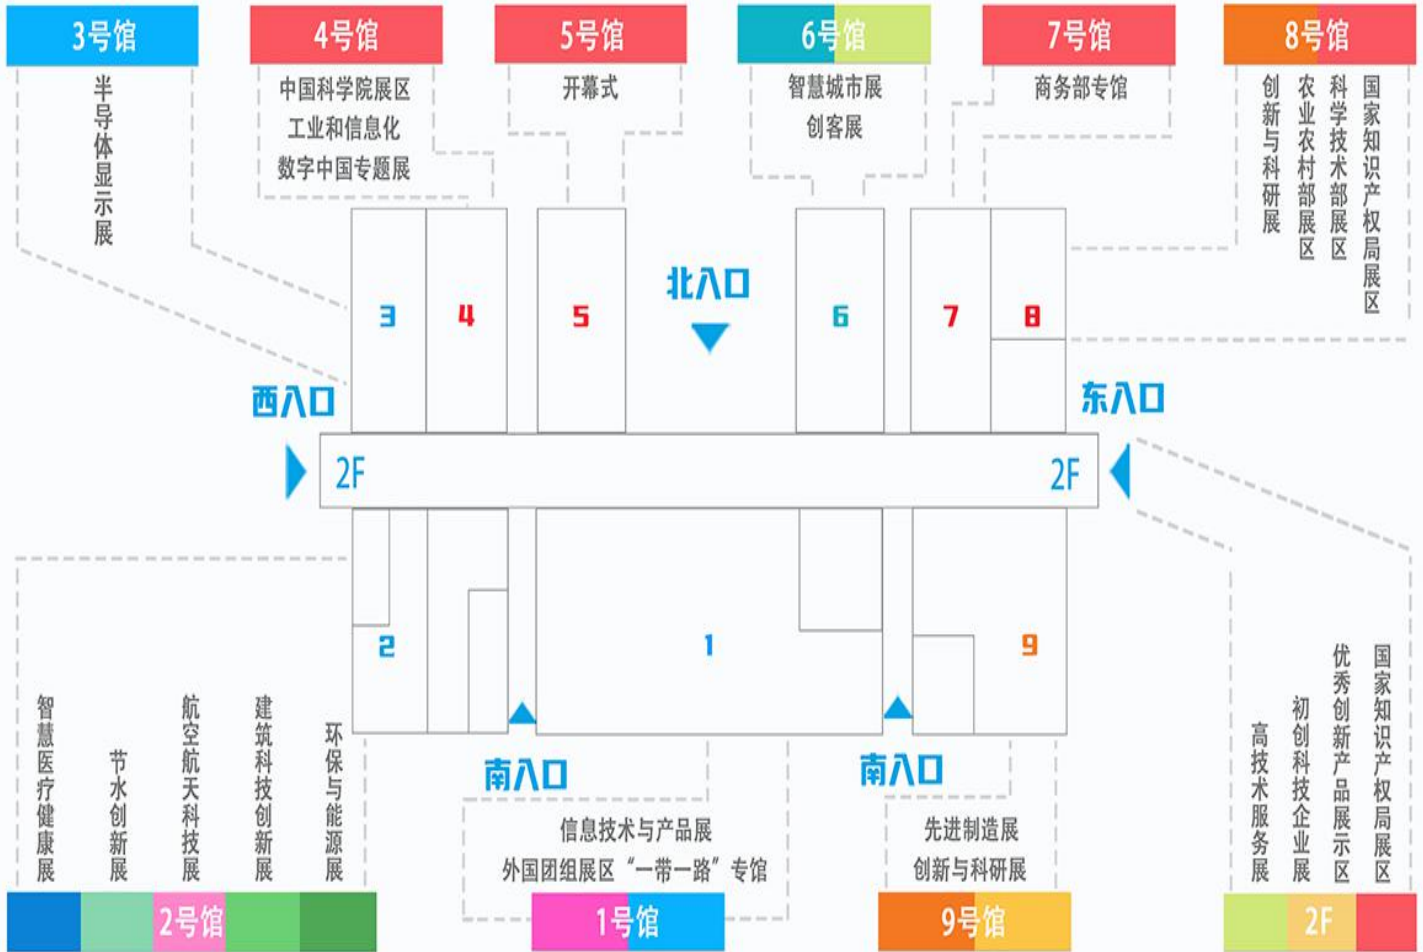 3号馆
4号馆
5号馆
6号馆
7号馆
8号馆
半导体显示展
中国科学院展区
工业和信息化
数字中国专题展
开幕式
智慧城市展
创客展
商务部专馆
创新与科研展
农业农村部展区
科学技术部展区
国家知识产权局展区
3
4
5
北入口
6
7
8
西入口
东入口
2F
2F
2
1
9
南入口
南入口
智慧医疗健康展
节水创新展
航空航天科技展
建筑科技创新展
环保与能源展
信息技术与产品展
外国团组展区“一带一路”专馆
先进制造展
创新与科研展
高技术服务展
初创科技企业展
优秀创新产品展示区
国家知识产权局展区
2号馆
1号馆
9号馆
2F